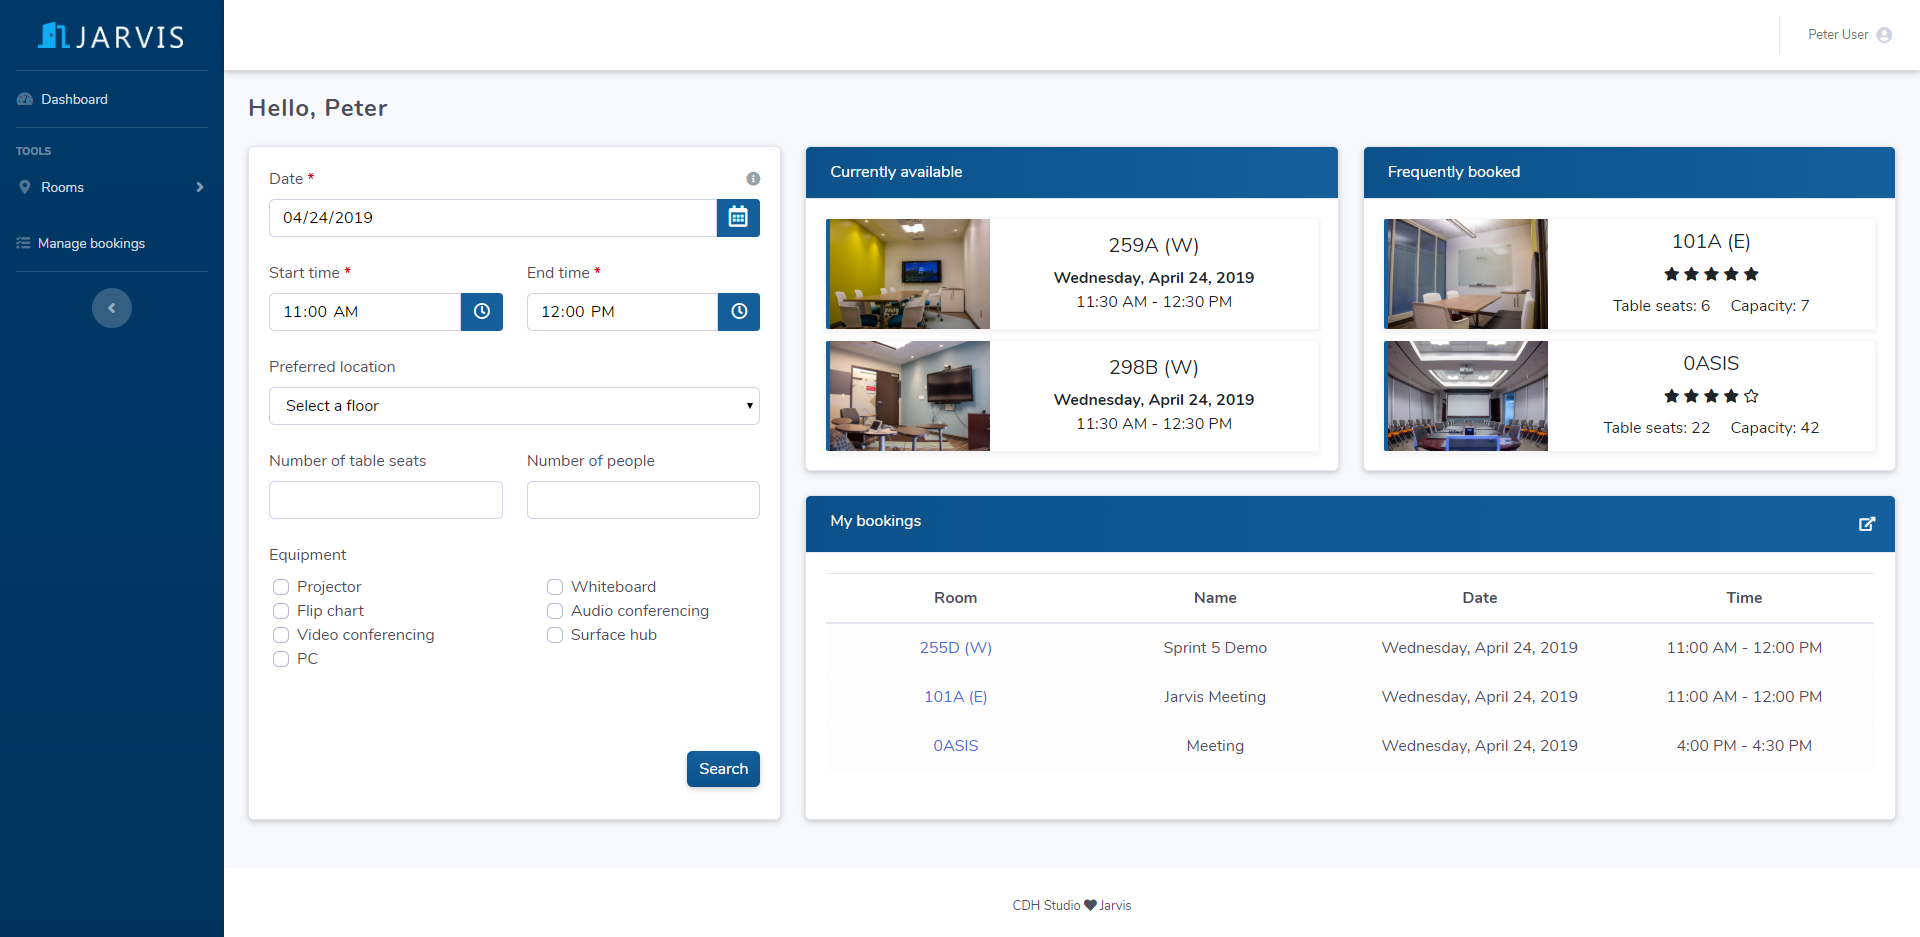 JARVIS
Dashboard
TOOLS
Rooms
Manage bookings
Peter User
Hello, Peter
Date *
04/24/2019
Start time *
End time *
11:00 AM
12:00 PM
Preferred location
Select a floor
Number of table seats
Number of people
Equipment
Projector
Whiteboard
Flip chart
Audio conferencing
Video conferencing
Surface hub
PC
Search
Currently available
259A (W)
Wednesday, April 24, 2019
11:30 AM - 12:30 PM
298B (W)
Wednesday, April 24, 2019
11:30 AM - 12:30 PM
Frequently booked
101A (E)
Table seats: 6 Capacity: 7
0ASIS
Table seats: 22 Capacity: 42
My bookings
Room Name Date Time
255D (W) Sprint 5 Demo Wednesday, April 24, 2019 11:00 AM - 12:00 PM
101A (E) Jarvis Meeting Wednesday, April 24, 2019 11:00 AM - 12:00 PM
0ASIS Meeting Wednesday, April 24, 2019 4:00 PM - 4:30 PM
CDH Studio ♥ Jarvis